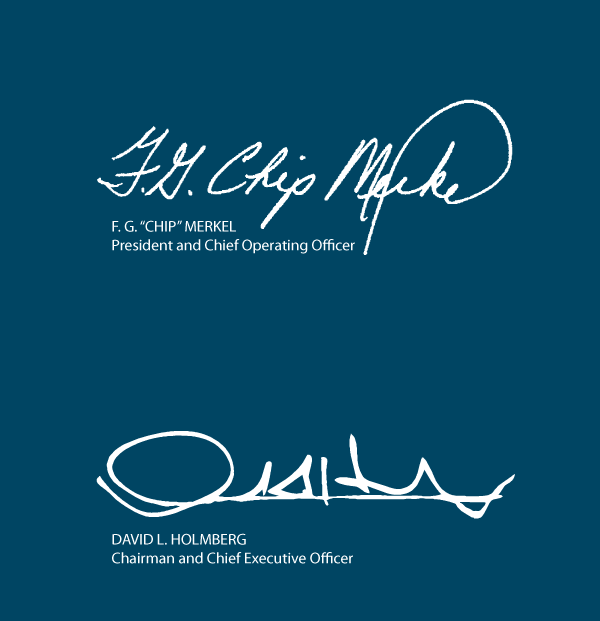 F.G. Chip Merkel
F. G. “CHIP” MERKEL
President and Chief Operating Officer
DAVID L. HOLMBERG
Chairman and Chief Executive Officer